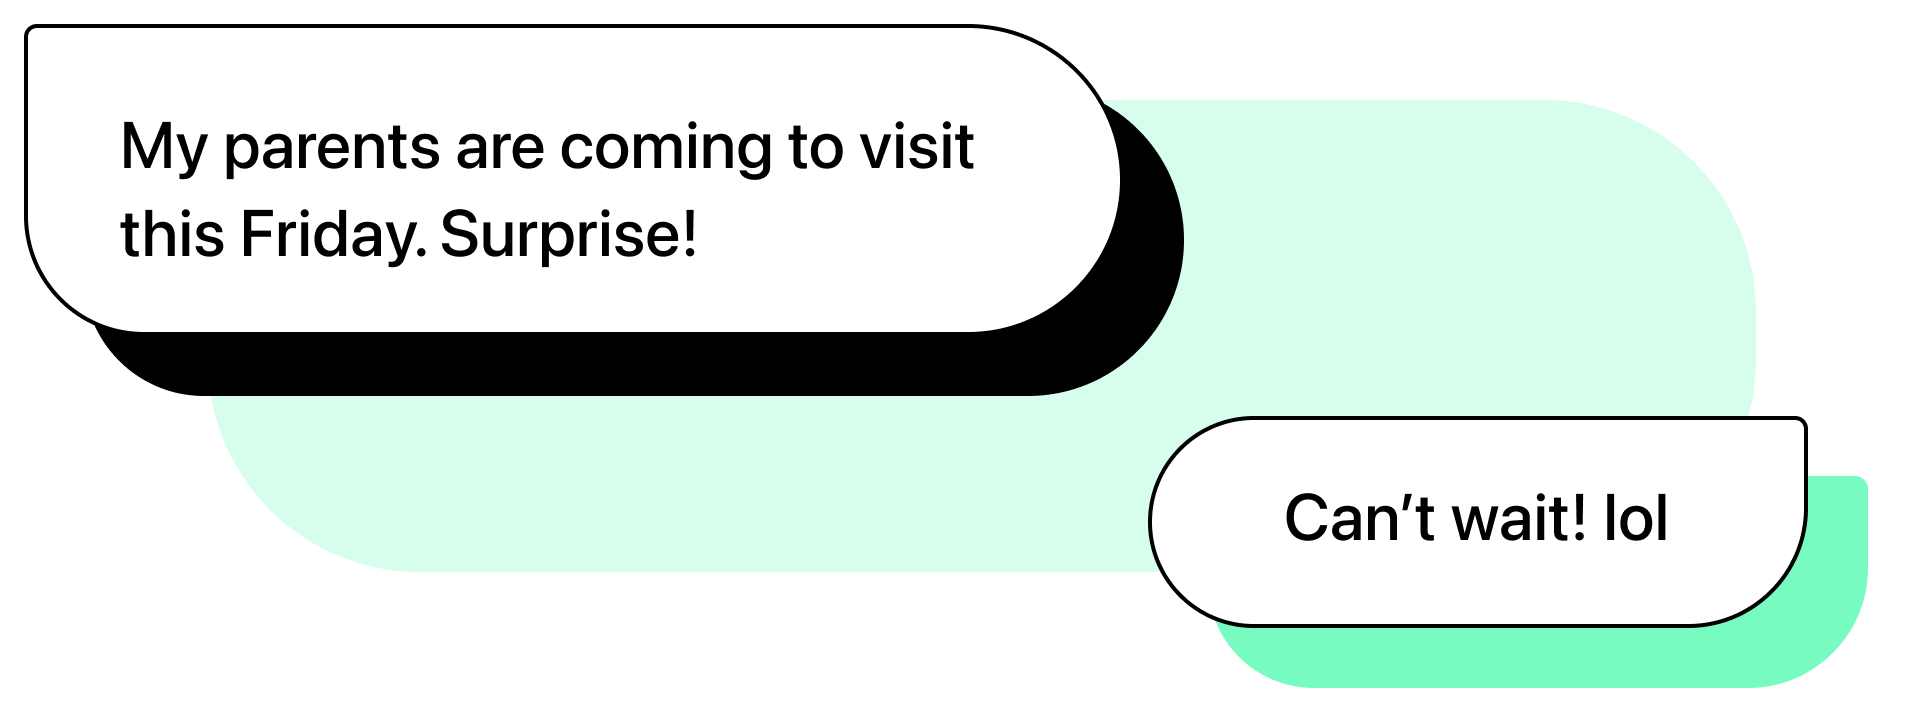 My parents are coming to visit
this Friday. Surprise!
Can’t wait! lol